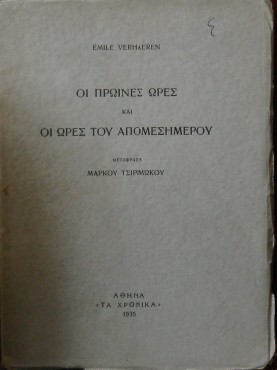 EMILE VERHAEREN
ΟΙ ΠΡΩΙΝΕΣ ΩΡΕΣ
ΚΑΙ
ΟΙ ΩΡΕΣ ΤΟΥ ΑΠΟΜΕΣΗΜΕΡΟΥ
ΜΕΤΑΦΡΑΣΗ
ΜΑΡΚΟΥ ΤΣΙΡΙΜΩΚΟΥ
ΑΘΗΝΑ
«ΤΑ ΧΡΟΝΙΚΑ»
1935